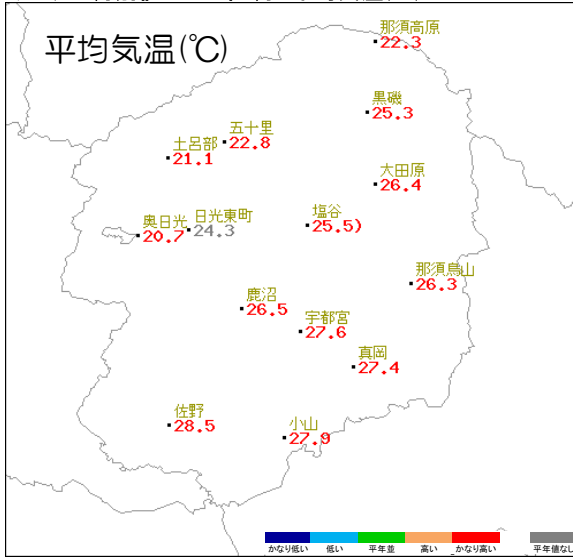 平均気温(℃)
那須高原
22.3
黒磯
25.3
五十里
22.8
土呂部
21.1
大田原
26.4
塩谷
25.5)
日光東町
24.3
奥日光
20.7
那須烏山
26.3
鹿沼
26.5
宇都宮
27.6
真岡
27.4
佐野
28.5
小山
27.9
かなり低い 低い 平年並 高い かなり高い 平年値なし